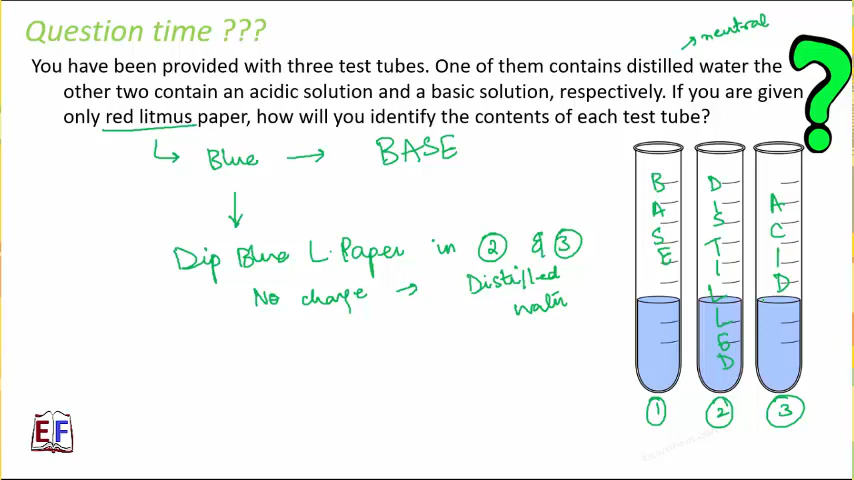 Question time ???
→ neutral
You have been provided with three test tubes. One of them contains distilled water the
other two contain an acidic solution and a basic solution, respectively. If you are given
only red litmus paper, how will you identify the contents of each test tube?
↳ Blue → BASE
Dip Blue L. Paper in ② & ③
No change → Distilled
water
BASE
DISTILLED
ACID
① ② ③
EF